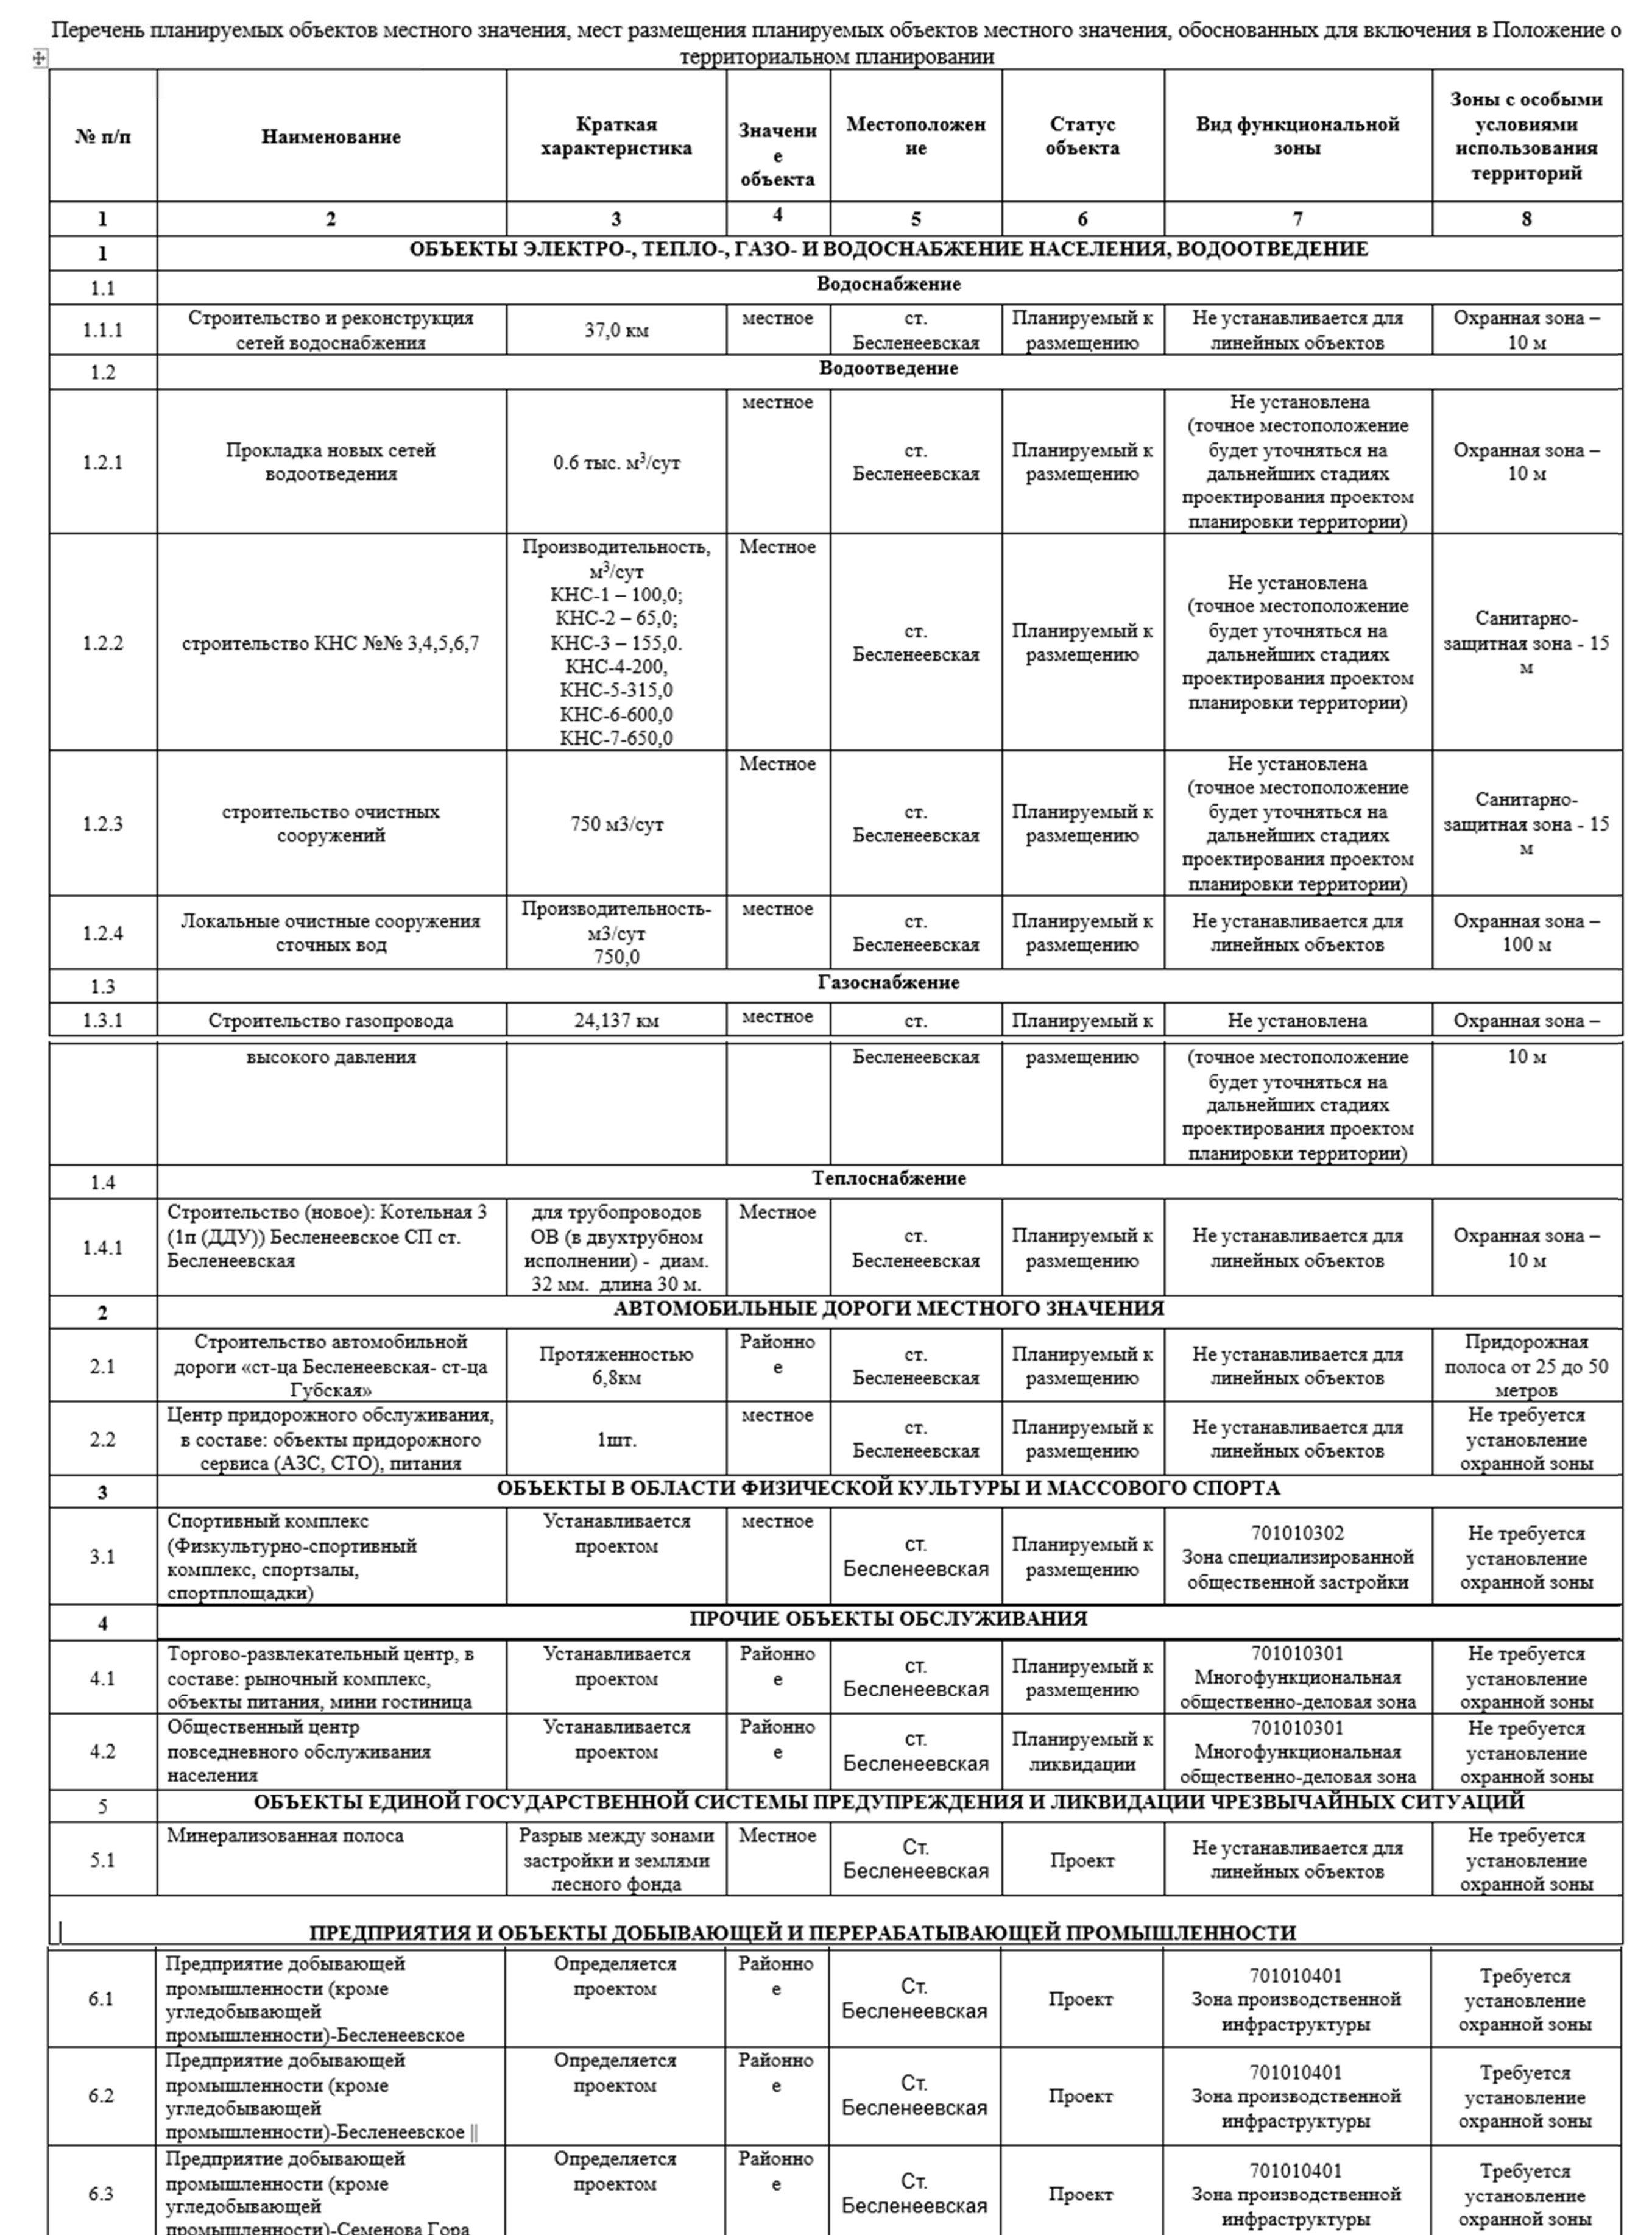 Перечень планируемых объектов местного значения, мест размещения планируемых объектов местного значения, обоснованных для включения в Положение о
территориальном планировании
№ п/п
Наименование
Краткая
характеристика
Значени
е
объекта
Местоположен
ие
Статус
объекта
Вид функциональной
зоны
Зоны с особыми
условиями
использования
территорий
1 2 3 4 5 6 7 8
1 ОБЪЕКТЫ ЭЛЕКТРО-, ТЕПЛО-, ГАЗО- И ВОДОСНАБЖЕНИЕ НАСЕЛЕНИЯ, ВОДООТВЕДЕНИЕ
1.1 Водоснабжение
1.1.1
Строительство и реконструкция
сетей водоснабжения
37,0 км
местное
ст.
Бесленеевская
Планируемый к
размещению
Не устанавливается для
линейных объектов
Охранная зона –
10 м
1.2 Водоотведение
1.2.1
Прокладка новых сетей
водоотведения
0.6 тыс. м³/сут
местное
ст.
Бесленеевская
Планируемый к
размещению
Не установлена
(точное местоположение
будет уточняться на
дальнейших стадиях
проектирования проектом
планировки территории)
Охранная зона –
10 м
1.2.2
строительство КНС №№ 3,4,5,6,7
Производительность,
м³/сут
КНС-1 – 100,0;
КНС-2 – 65,0;
КНС-3 – 155,0.
КНС-4-200,
КНС-5-315,0
КНС-6-600,0
КНС-7-650,0
Местное
ст.
Бесленеевская
Планируемый к
размещению
Не установлена
(точное местоположение
будет уточняться на
дальнейших стадиях
проектирования проектом
планировки территории)
Санитарно-
защитная зона - 15
м
1.2.3
строительство очистных
сооружений
750 м3/сут
Местное
ст.
Бесленеевская
Планируемый к
размещению
Не установлена
(точное местоположение
будет уточняться на
дальнейших стадиях
проектирования проектом
планировки территории)
Санитарно-
защитная зона - 15
м
1.2.4
Локальные очистные сооружения
сточных вод
Производительность-
м3/сут
750,0
местное
ст.
Бесленеевская
Планируемый к
размещению
Не устанавливается для
линейных объектов
Охранная зона –
100 м
1.3 Газоснабжение
1.3.1 Строительство газопровода 24,137 км местное ст. Планируемый к Не установлена Охранная зона –
высокого давления
Бесленеевская
размещению
(точное местоположение
будет уточняться на
дальнейших стадиях
проектирования проектом
планировки территории)
10 м
1.4 Теплоснабжение
1.4.1
Строительство (новое): Котельная 3
(1п (ДДУ)) Бесленеевское СП ст.
Бесленеевская
для трубопроводов
ОВ (в двухтрубном
исполнении) - диам.
32 мм. длина 30 м.
Местное
ст.
Бесленеевская
Планируемый к
размещению
Не устанавливается для
линейных объектов
Охранная зона –
10 м
2 АВТОМОБИЛЬНЫЕ ДОРОГИ МЕСТНОГО ЗНАЧЕНИЯ
2.1
Строительство автомобильной
дороги «ст-ца Бесленеевская- ст-ца
Губская»
Протяженностью
6,8км
Районно
е
ст.
Бесленеевская
Планируемый к
размещению
Не устанавливается для
линейных объектов
Придорожная
полоса от 25 до 50
метров
2.2
Центр придорожного обслуживания,
в составе: объекты придорожного
сервиса (АЗС, СТО), питания
1шт.
местное
ст.
Бесленеевская
Планируемый к
размещению
Не устанавливается для
линейных объектов
Не требуется
установление
охранной зоны
3 ОБЪЕКТЫ В ОБЛАСТИ ФИЗИЧЕСКОЙ КУЛЬТУРЫ И МАССОВОГО СПОРТА
3.1
Спортивный комплекс
(Физкультурно-спортивный
комплекс, спортзалы,
спортплощадки)
Устанавливается
проектом
местное
ст.
Бесленеевская
Планируемый к
размещению
701010302
Зона специализированной
общественной застройки
Не требуется
установление
охранной зоны
4 ПРОЧИЕ ОБЪЕКТЫ ОБСЛУЖИВАНИЯ
4.1
Торгово-развлекательный центр, в
составе: рыночный комплекс,
объекты питания, мини гостиница
Устанавливается
проектом
Районно
е
ст.
Бесленеевская
Планируемый к
размещению
701010301
Многофункциональная
общественно-деловая зона
Не требуется
установление
охранной зоны
4.2
Общественный центр
повседневного обслуживания
населения
Устанавливается
проектом
Районно
е
ст.
Бесленеевская
Планируемый к
ликвидации
701010301
Многофункциональная
общественно-деловая зона
Не требуется
установление
охранной зоны
5 ОБЪЕКТЫ ЕДИНОЙ ГОСУДАРСТВЕННОЙ СИСТЕМЫ ПРЕДУПРЕЖДЕНИЯ И ЛИКВИДАЦИИ ЧРЕЗВЫЧАЙНЫХ СИТУАЦИЙ
5.1
Минерализованная полоса
Разрыв между зонами
застройки и землями
лесного фонда
Местное
Ст.
Бесленеевская
Проект
Не устанавливается для
линейных объектов
Не требуется
установление
охранной зоны
ПРЕДПРИЯТИЯ И ОБЪЕКТЫ ДОБЫВАЮЩЕЙ И ПЕРЕРАБАТЫВАЮЩЕЙ ПРОМЫШЛЕННОСТИ
6.1
Предприятие добывающей
промышленности (кроме
угледобывающей
промышленности)-Бесленеевское
Определяется
проектом
Районно
е
Ст.
Бесленеевская
Проект
701010401
Зона производственной
инфраструктуры
Требуется
установление
охранной зоны
6.2
Предприятие добывающей
промышленности (кроме
угледобывающей
промышленности)-Бесленеевское ||
Определяется
проектом
Районно
е
Ст.
Бесленеевская
Проект
701010401
Зона производственной
инфраструктуры
Требуется
установление
охранной зоны
6.3
Предприятие добывающей
промышленности (кроме
угледобывающей
промышленности)-Семенова Гора
Определяется
проектом
Районно
е
Ст.
Бесленеевская
Проект
701010401
Зона производственной
инфраструктуры
Требуется
установление
охранной зоны